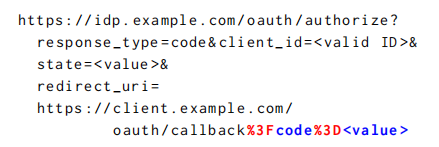 https://idp.example.com/oauth/authorize?
response_type=code&client_id=<valid ID>&
state=<value>&
redirect_uri=
https://client.example.com/
oauth/callback%3Fcode%3D<value>